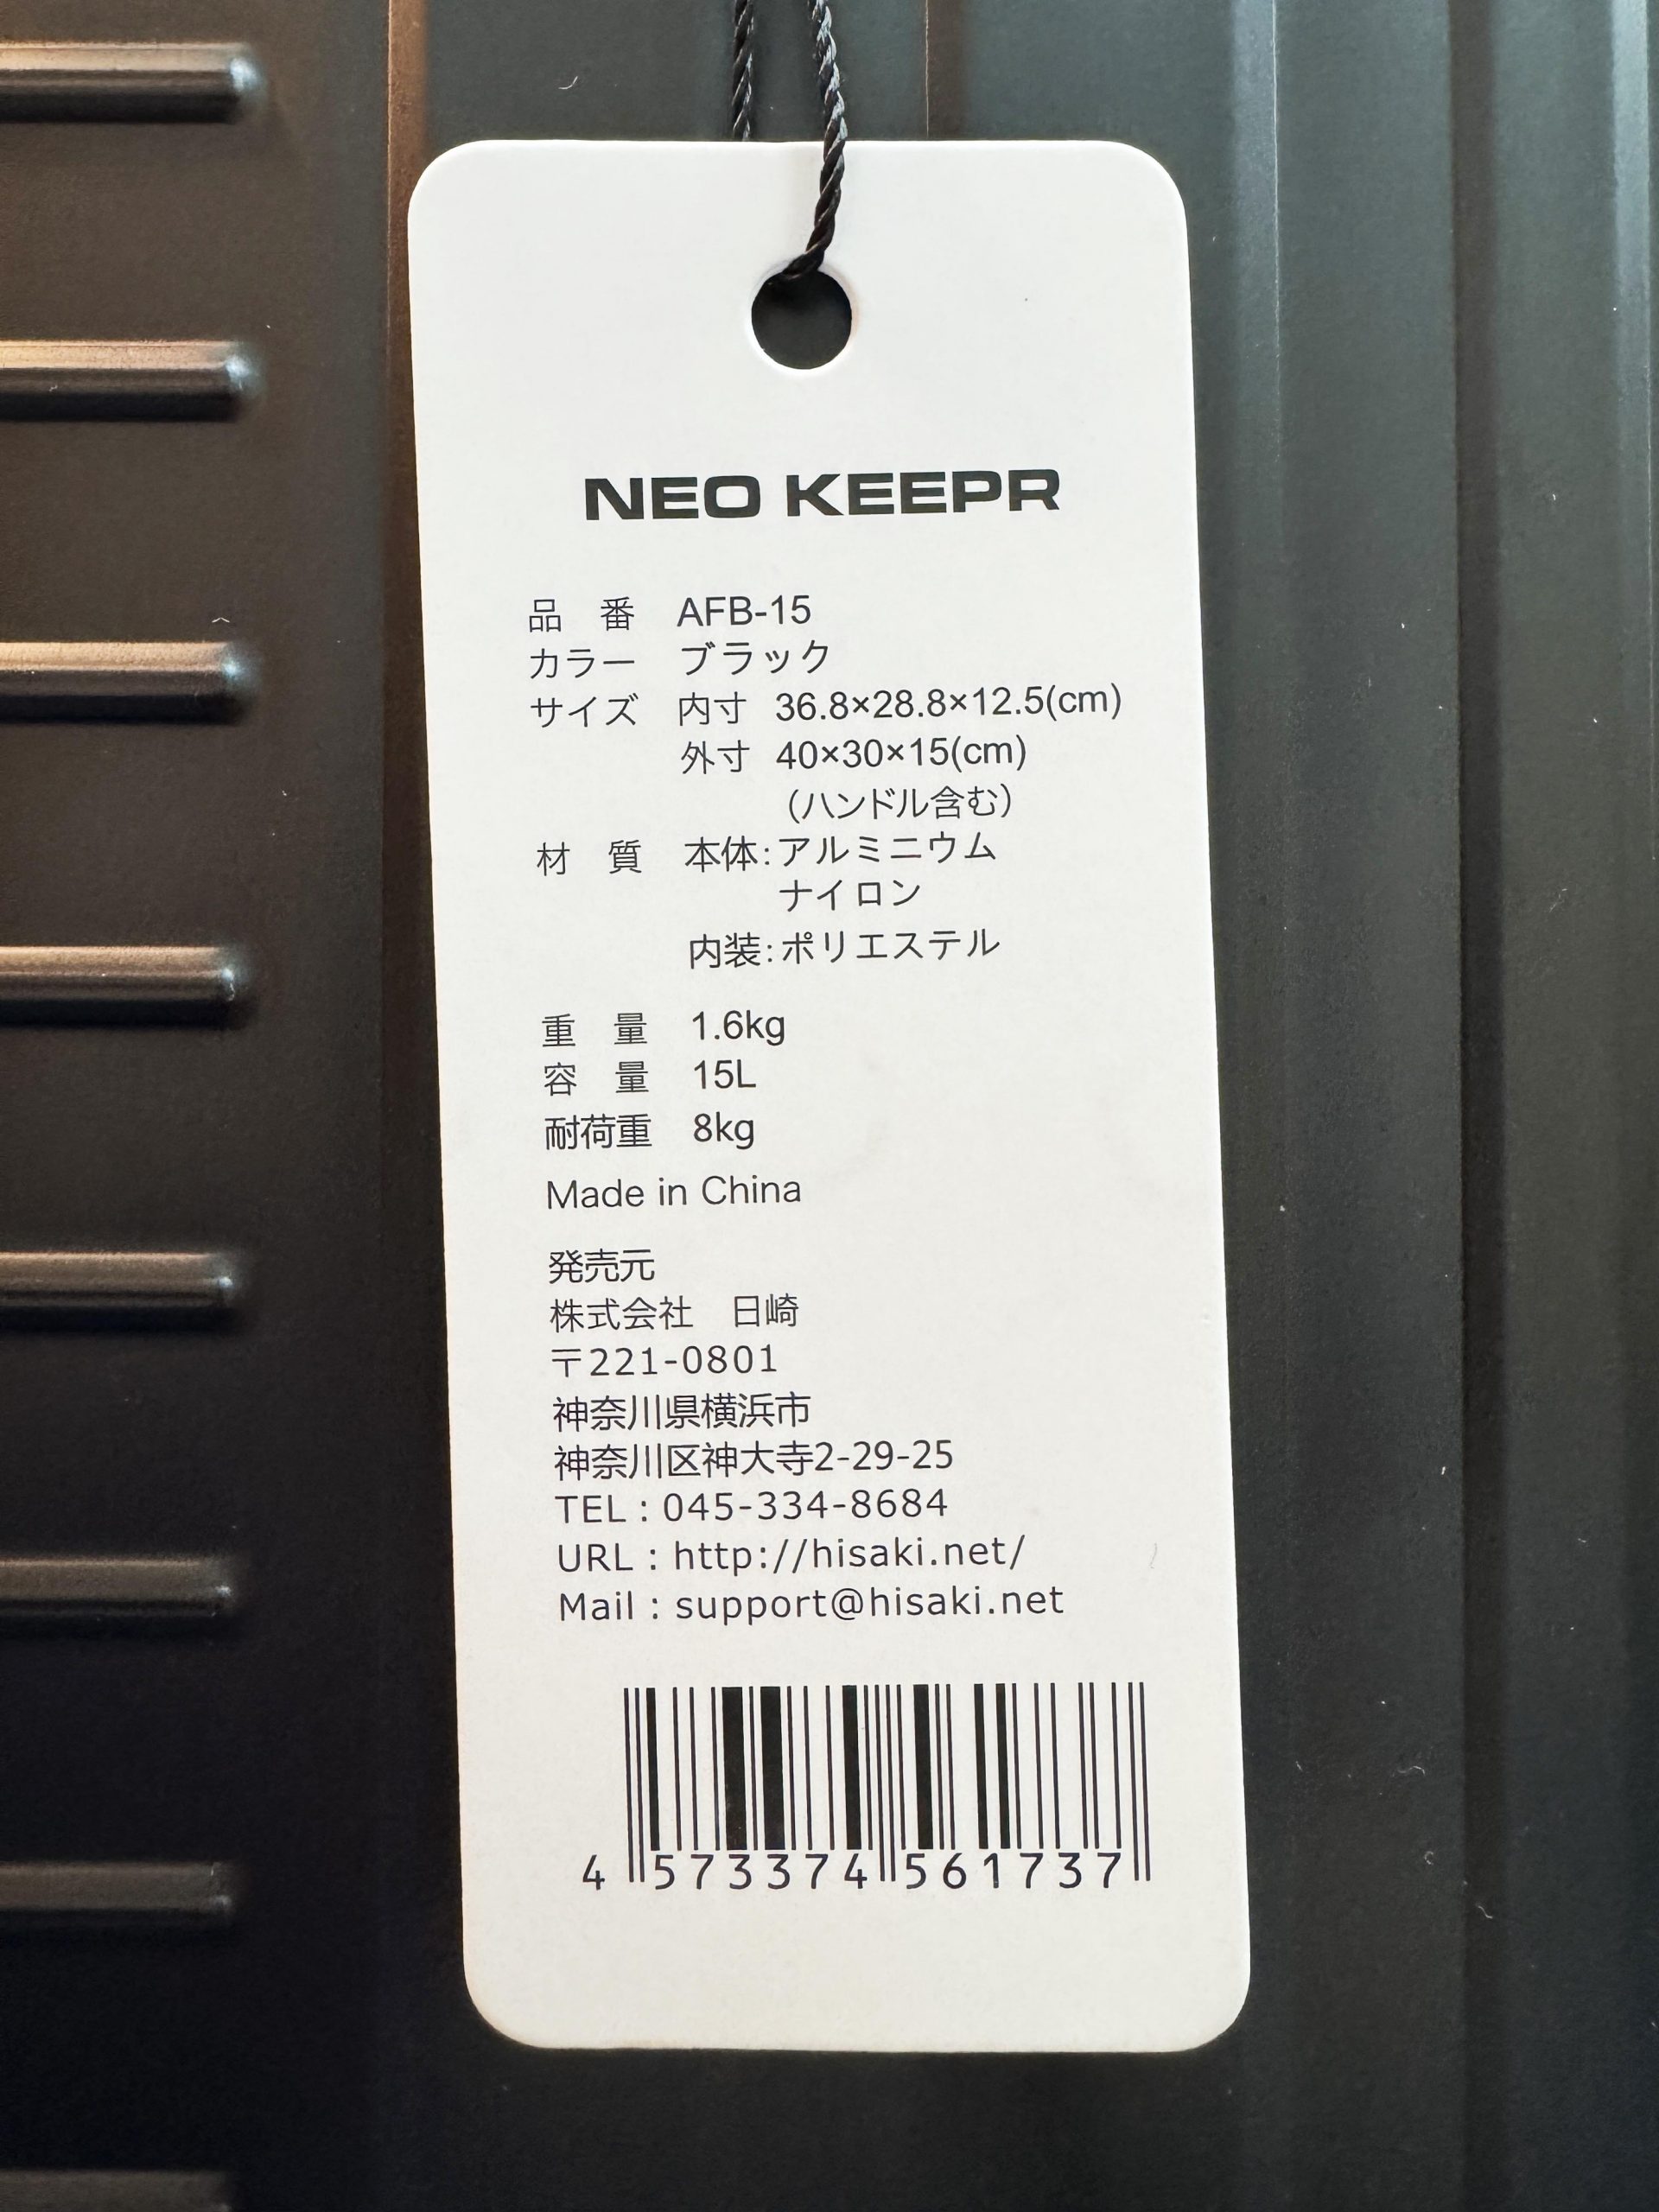 NEO KEEPR
品　番　AFB-15
カラー　ブラック
サイズ　内寸　36.8×28.8×12.5(cm)
外寸　40×30×15(cm)
（ハンドル含む）
材　質　本体：アルミニウム
ナイロン
内装：ポリエステル
重　量　1.6kg
容　量　15L
耐荷重　8kg
Made in China
発売元
株式会社　日崎
〒221-0801
神奈川県横浜市
神奈川区神大寺2-29-25
TEL：045-334-8684
URL：http://hisaki.net/
Mail：support@hisaki.net
4 573374 561737